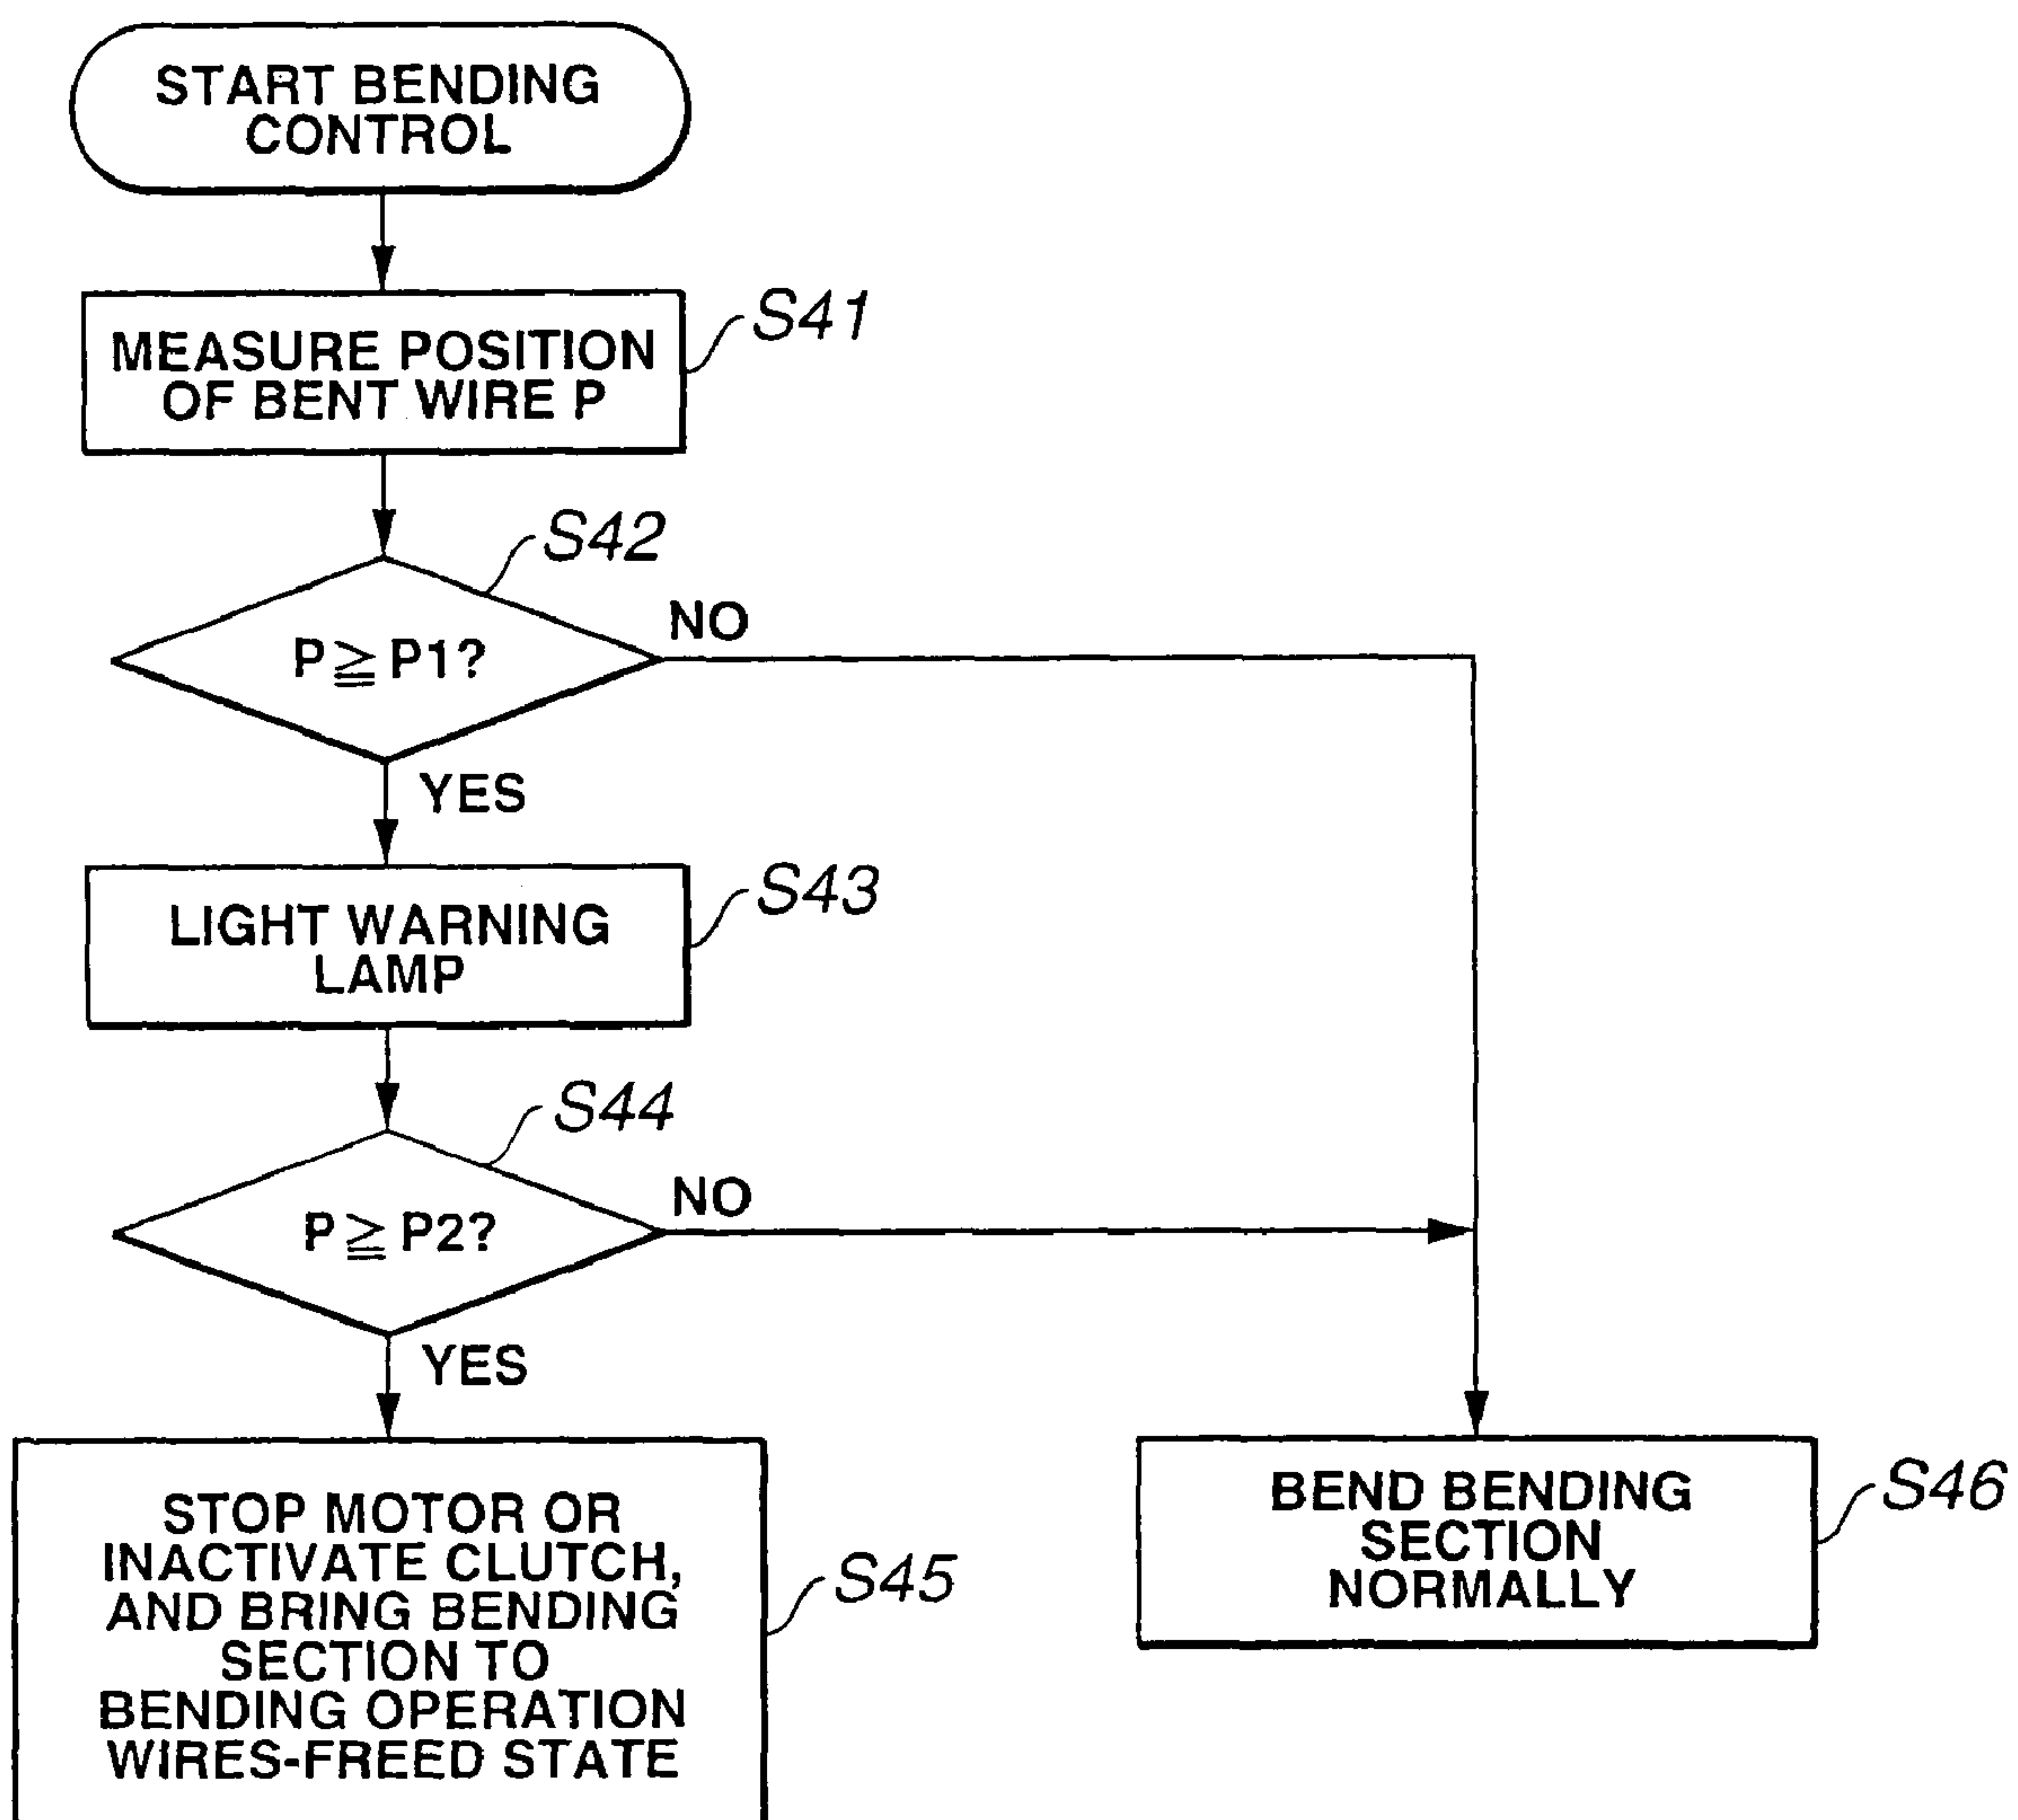 START BENDING
CONTROL
S41
MEASURE POSITION
OF BENT WIRE P
S42
P≧P1?
NO
YES
S43
LIGHT WARNING
LAMP
S44
P≧P2?
NO
YES
STOP MOTOR OR
INACTIVATE CLUTCH,
AND BRING BENDING
SECTION TO
BENDING OPERATION
WIRES-FREED STATE
S45
BEND BENDING
SECTION
NORMALLY
S46